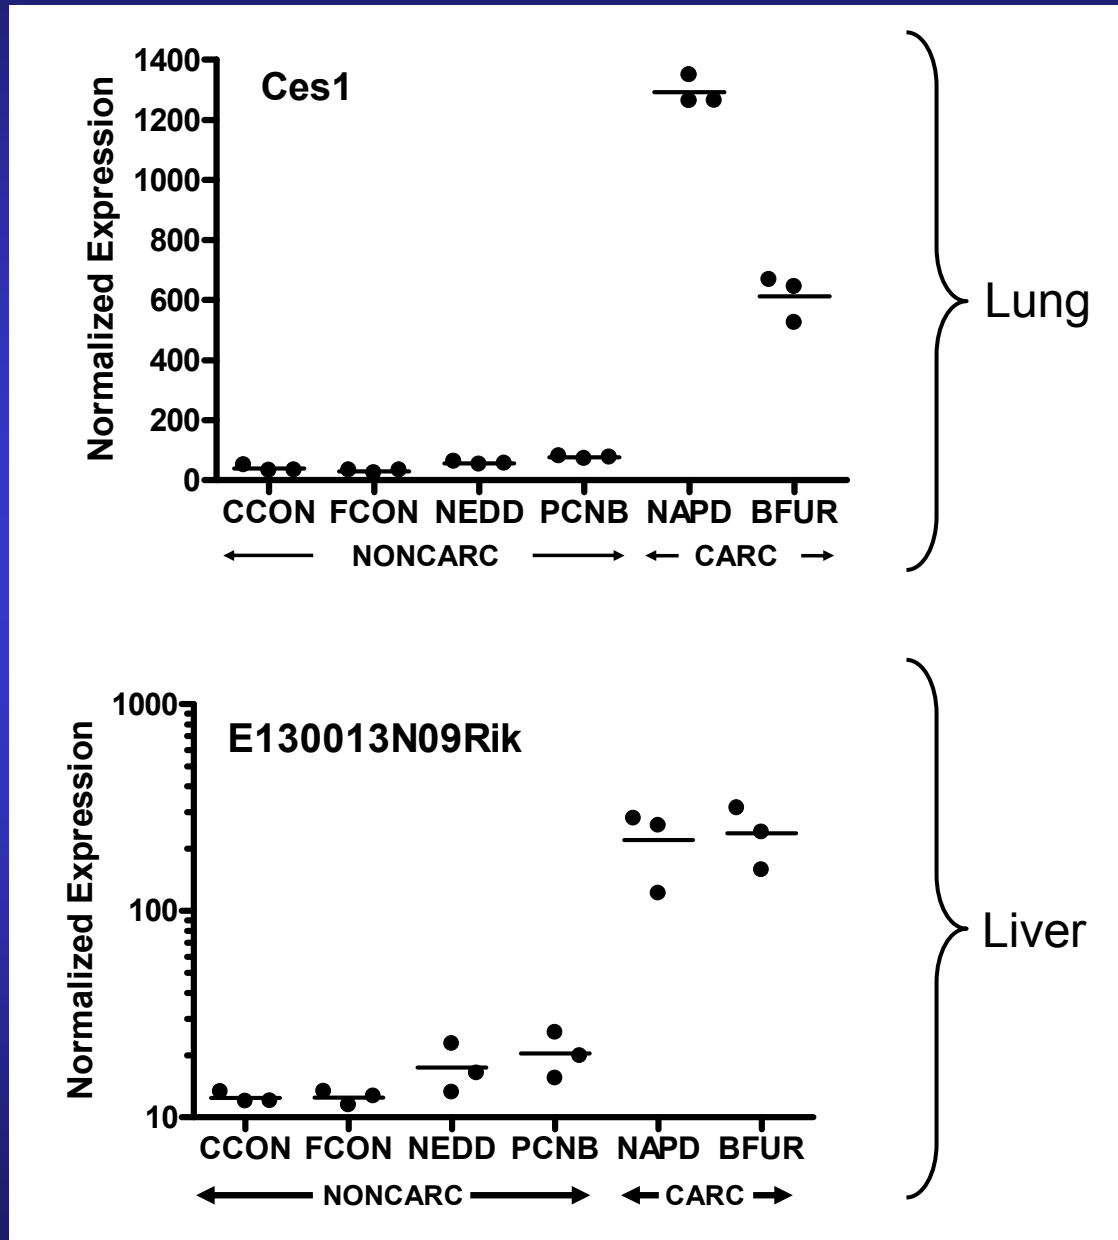 Ces1
Normalized Expression
1400
1200
1000
800
600
400
200
0
CCON FCON NEDD PCNB NAPD BFUR
NONCARC CARC
Lung
E130013N09Rik
Normalized Expression
1000
100
10
CCON FCON NEDD PCNB NAPD BFUR
NONCARC CARC
Liver